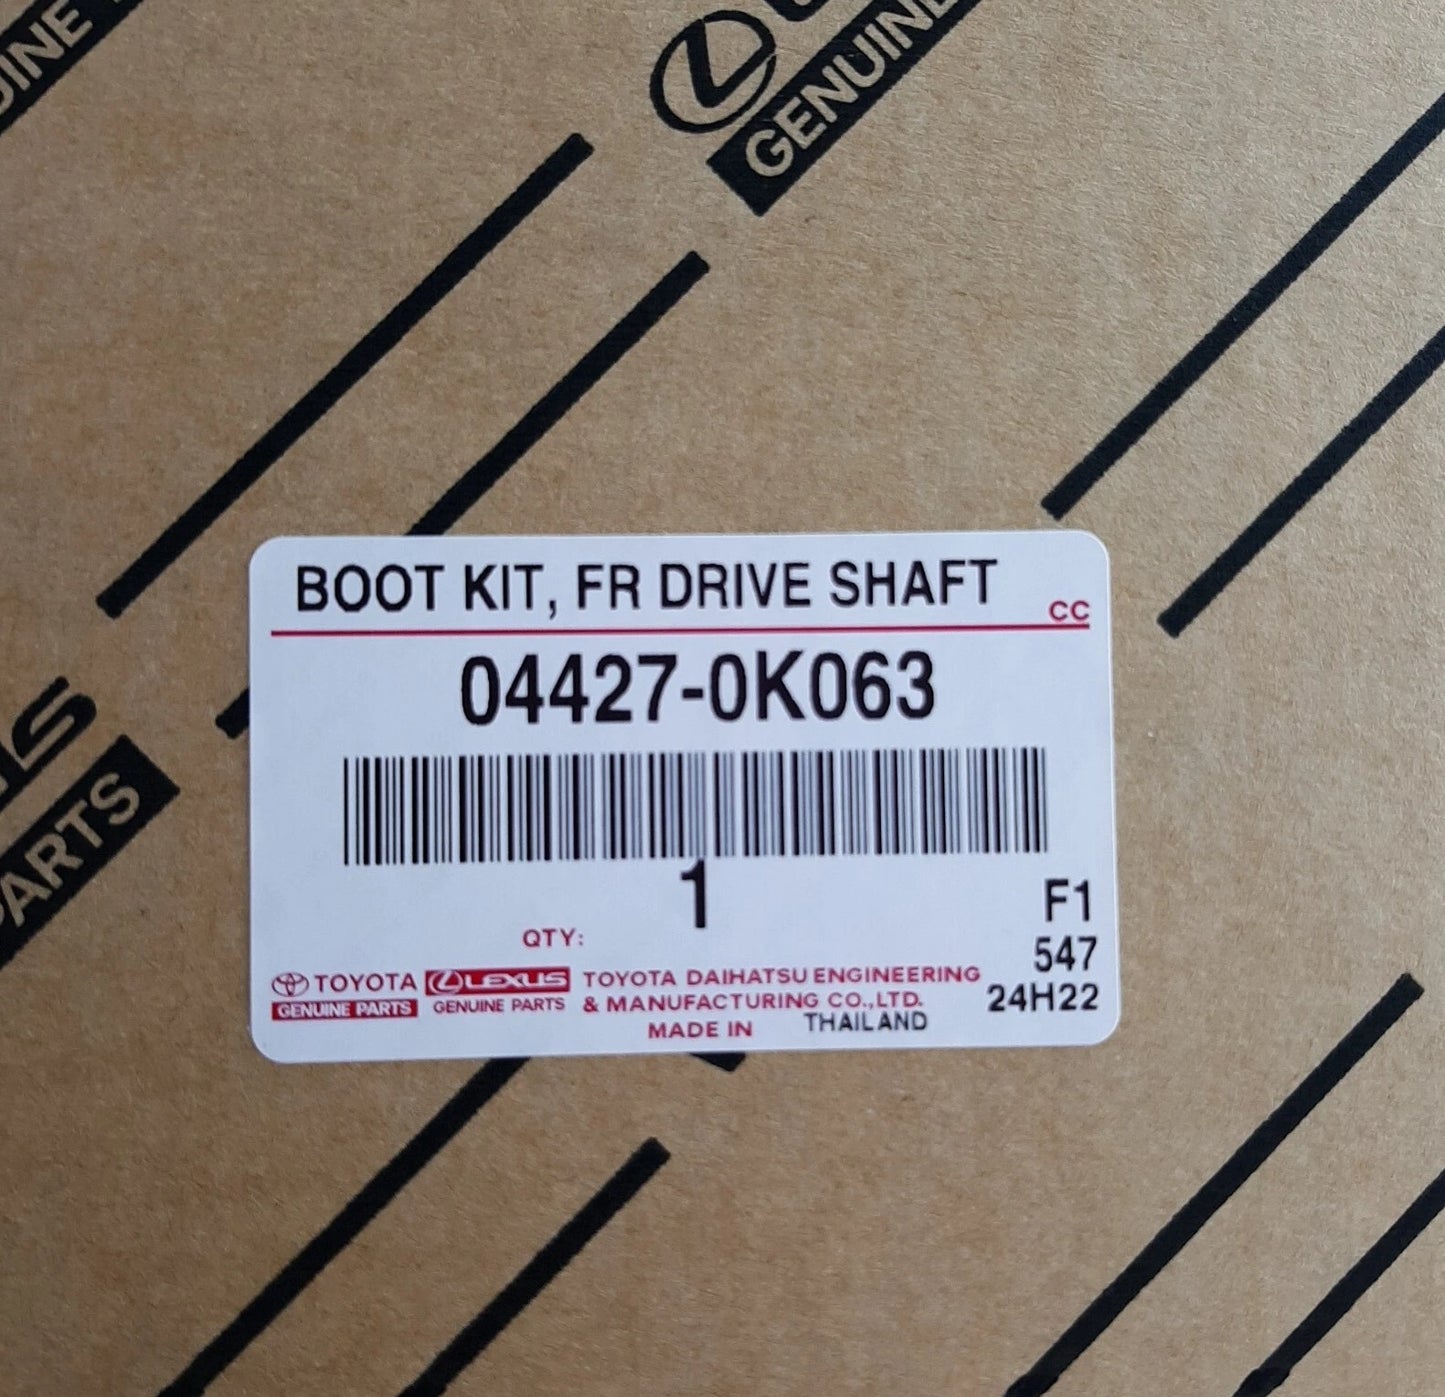 GENUINE
PARTS
BOOT KIT, FR DRIVE SHAFT
CC
04427-0K063
1
QTY:
F1
547
24H22
TOYOTA
GENUINE PARTS
LEXUS
GENUINE PARTS
TOYOTA DAIHATSU ENGINEERING
& MANUFACTURING CO.,LTD.
MADE IN THAILAND